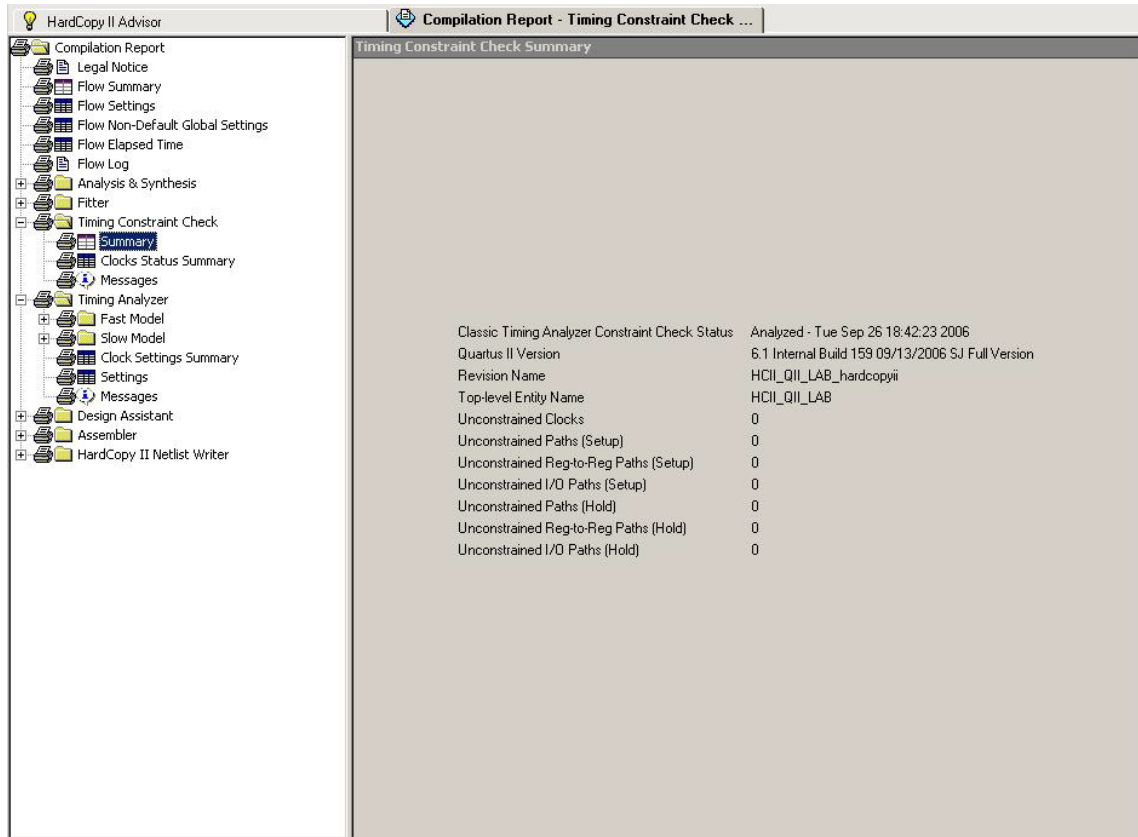 HardCopy II Advisor
Compilation Report - Timing Constraint Check ...
Compilation Report
Legal Notice
Flow Summary
Flow Settings
Flow Non-Default Global Settings
Flow Elapsed Time
Flow Log
Analysis & Synthesis
Fitter
Timing Constraint Check
Summary
Clocks Status Summary
Messages
Timing Analyzer
Fast Model
Slow Model
Clock Settings Summary
Settings
Messages
Design Assistant
Assembler
HardCopy II Netlist Writer
Timing Constraint Check Summary
Classic Timing Analyzer Constraint Check Status Analyzed - Tue Sep 26 18:42:23 2006
Quartus II Version 6.1 Internal Build 159 09/13/2006 SJ Full Version
Revision Name HCII_QII_LAB_hardcopyii
Top-level Entity Name HCII_QII_LAB
Unconstrained Clocks 0
Unconstrained Paths (Setup) 0
Unconstrained Reg-to-Reg Paths (Setup) 0
Unconstrained I/O Paths (Setup) 0
Unconstrained Paths (Hold) 0
Unconstrained Reg-to-Reg Paths (Hold) 0
Unconstrained I/O Paths (Hold) 0